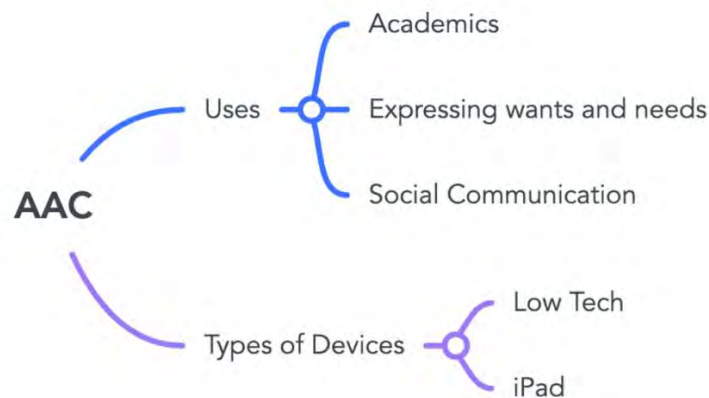 Academics
Uses
Expressing wants and needs
Social Communication
AAC
Low Tech
Types of Devices
iPad